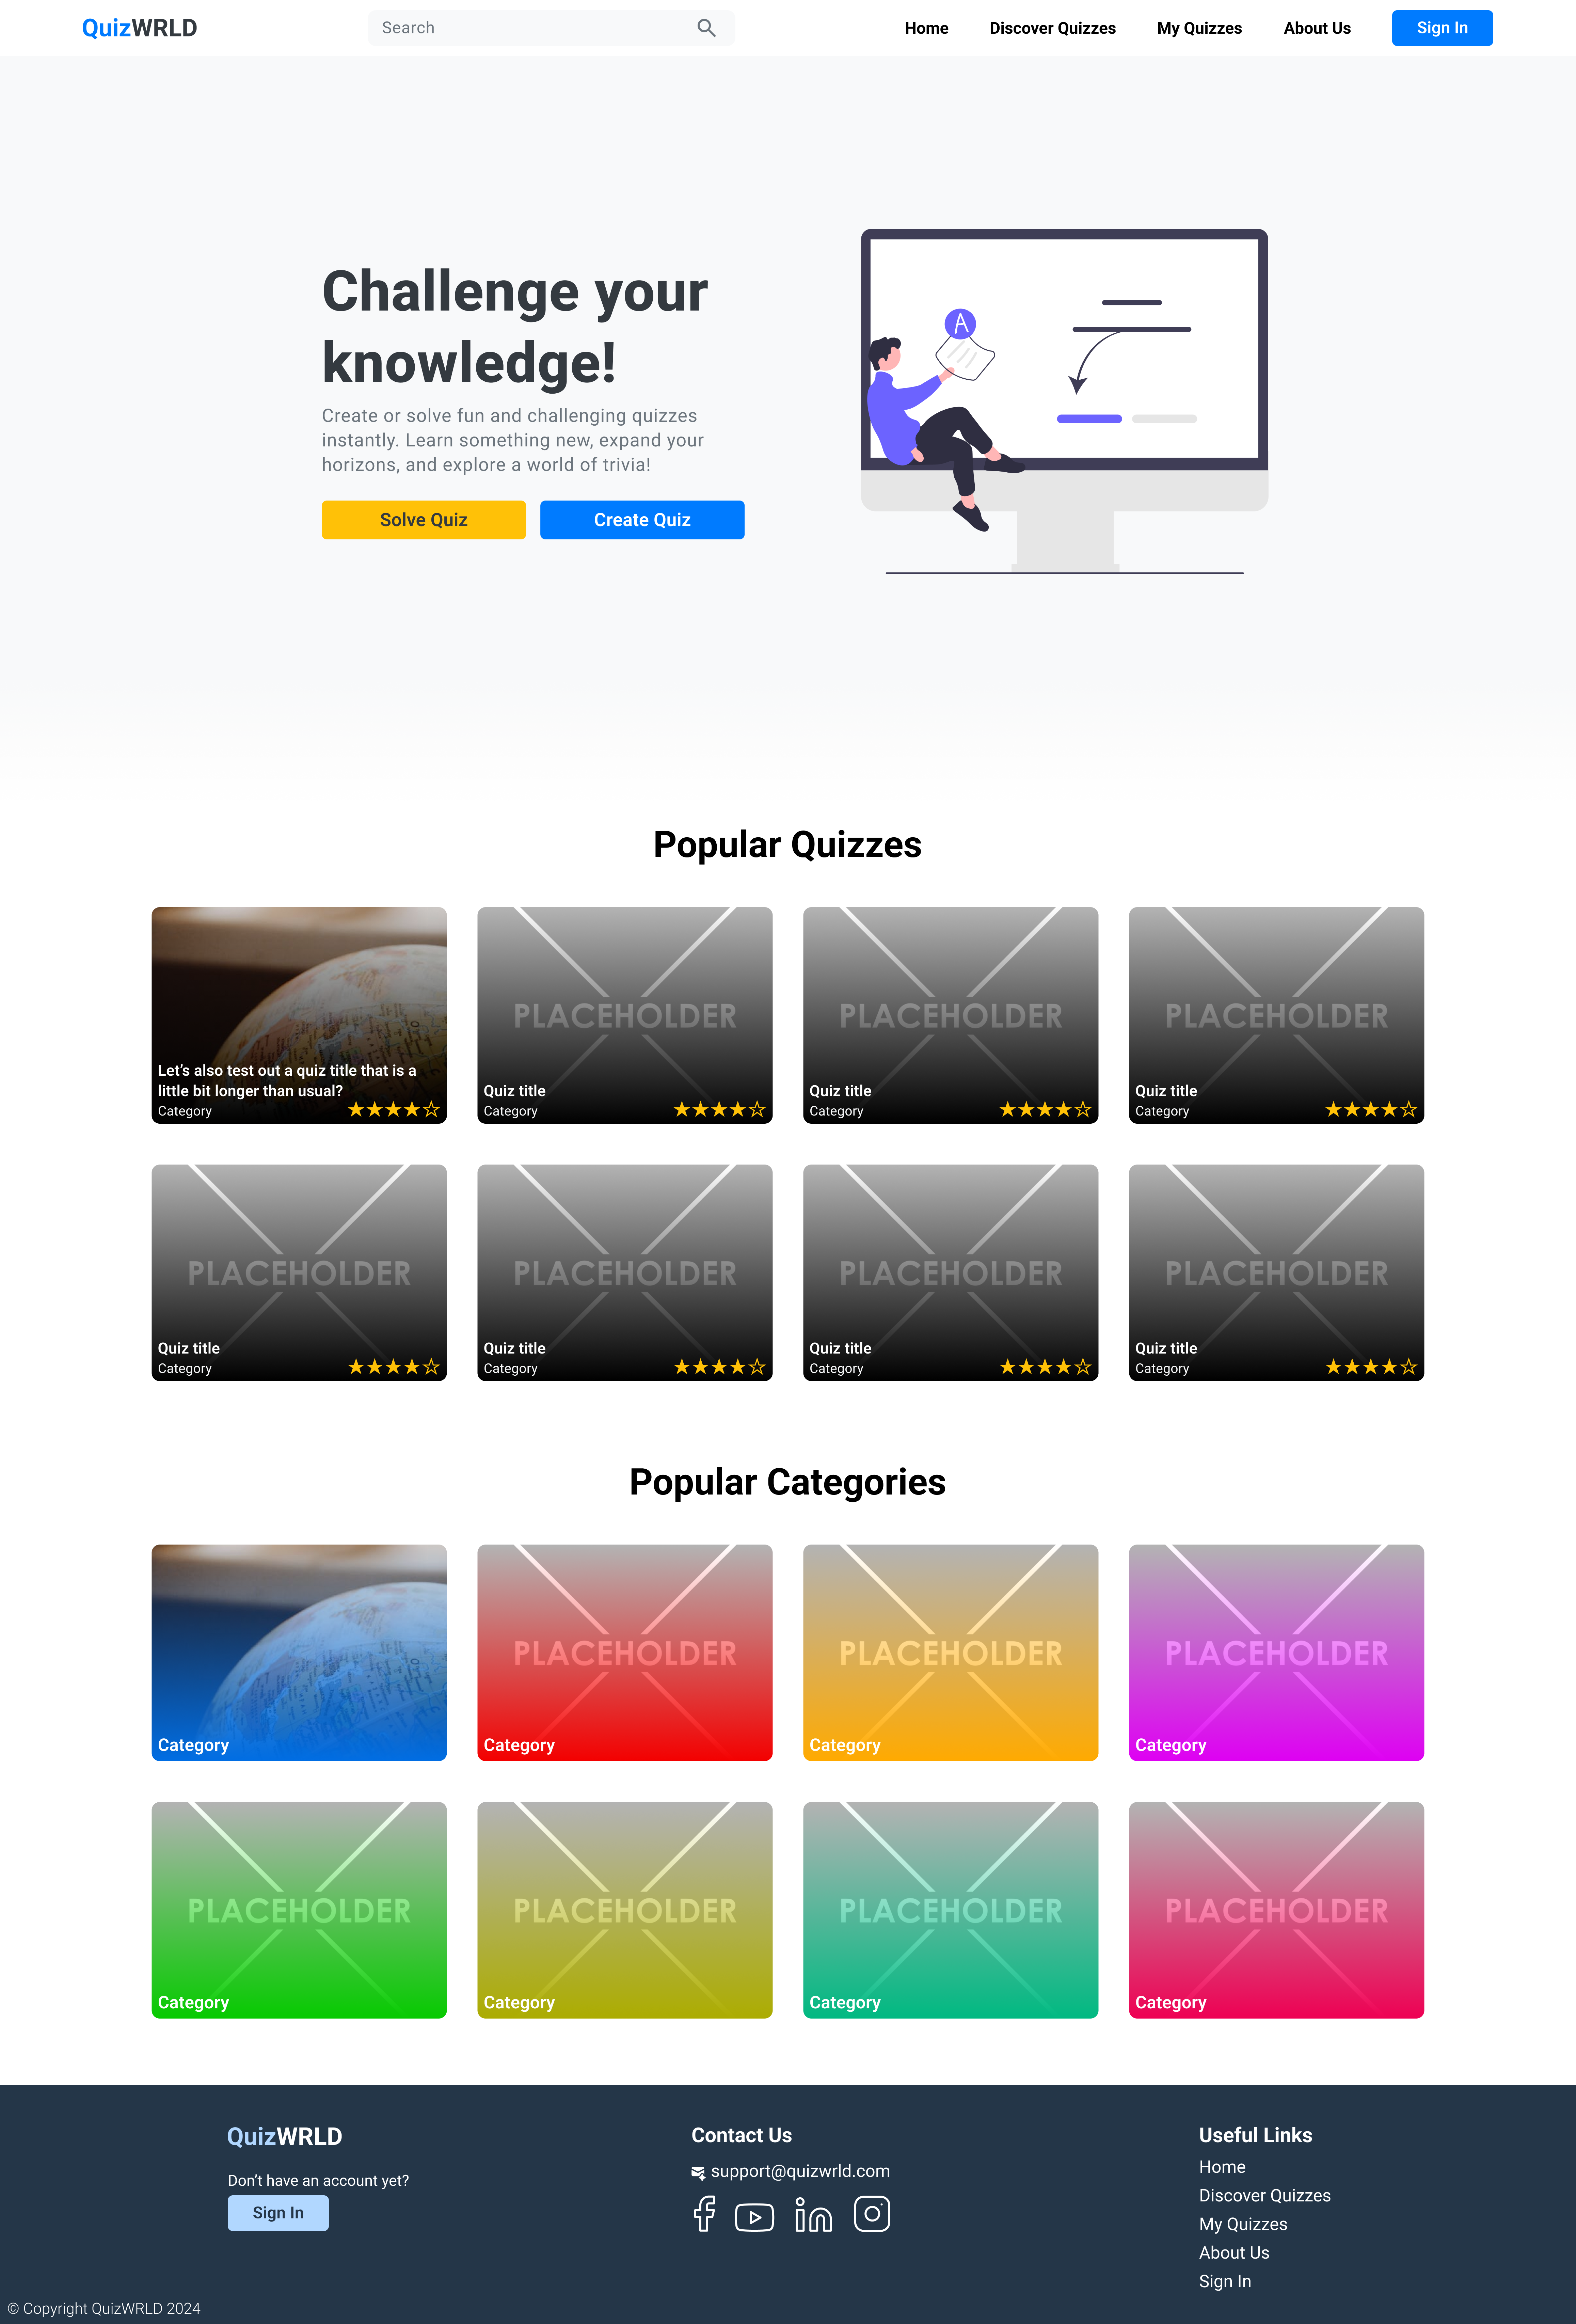 QuizWRLD
Search
Home
Discover Quizzes
My Quizzes
About Us
Sign In
Challenge your
knowledge!
Create or solve fun and challenging quizzes
instantly. Learn something new, expand your
horizons, and explore a world of trivia!
Solve Quiz
Create Quiz
A
Popular Quizzes
Let’s also test out a quiz title that is a
little bit longer than usual?
Category
PLACEHOLDER
Quiz title
Category
PLACEHOLDER
Quiz title
Category
PLACEHOLDER
Quiz title
Category
PLACEHOLDER
Quiz title
Category
PLACEHOLDER
Quiz title
Category
PLACEHOLDER
Quiz title
Category
PLACEHOLDER
Quiz title
Category
Popular Categories
Category
PLACEHOLDER
Category
PLACEHOLDER
Category
PLACEHOLDER
Category
PLACEHOLDER
Category
PLACEHOLDER
Category
PLACEHOLDER
Category
PLACEHOLDER
Category
QuizWRLD
Don’t have an account yet?
Sign In
Contact Us
support@quizwrld.com
Useful Links
Home
Discover Quizzes
My Quizzes
About Us
Sign In
© Copyright QuizWRLD 2024